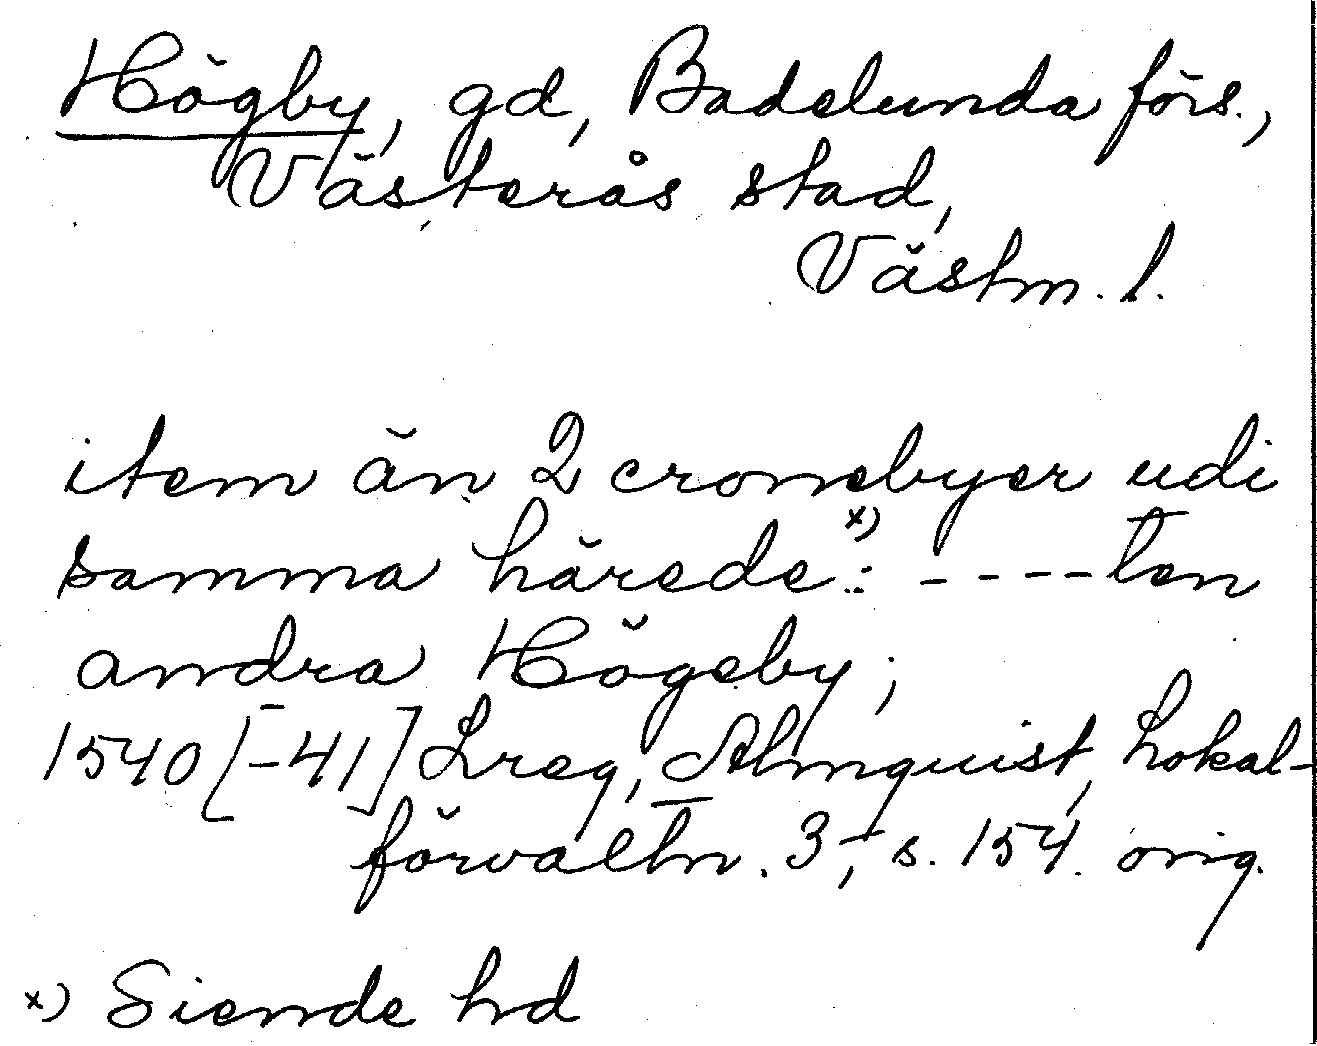 Högby, gd, Badelunda förs.,
Västerås stad,
Västm. l.
item än 2 cronebyer udi
samma härede x) : - - - - ten
andra Högeby;
1540 [-41] Lreg, Almquist, Lokal-
förvaltn. 3, s. 154. orig.
x) Siende hd